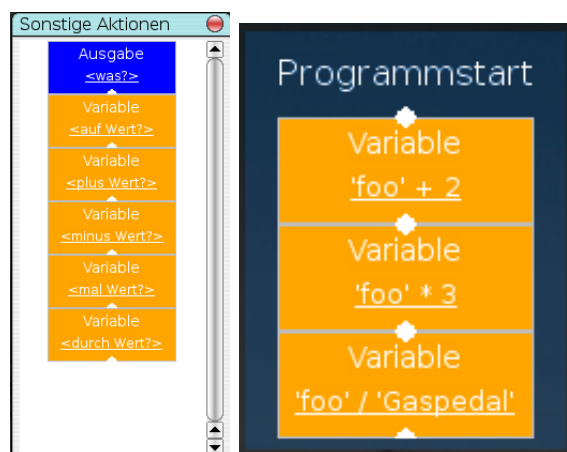 Sonstige Aktionen
Ausgabe
<was?>
Variable
<auf Wert?>
Variable
<plus Wert?>
Variable
<minus Wert?>
Variable
<mal Wert?>
Variable
<durch Wert?>
Programmstart
Variable
'foo' + 2
Variable
'foo' * 3
Variable
'foo' / 'Gaspedal'